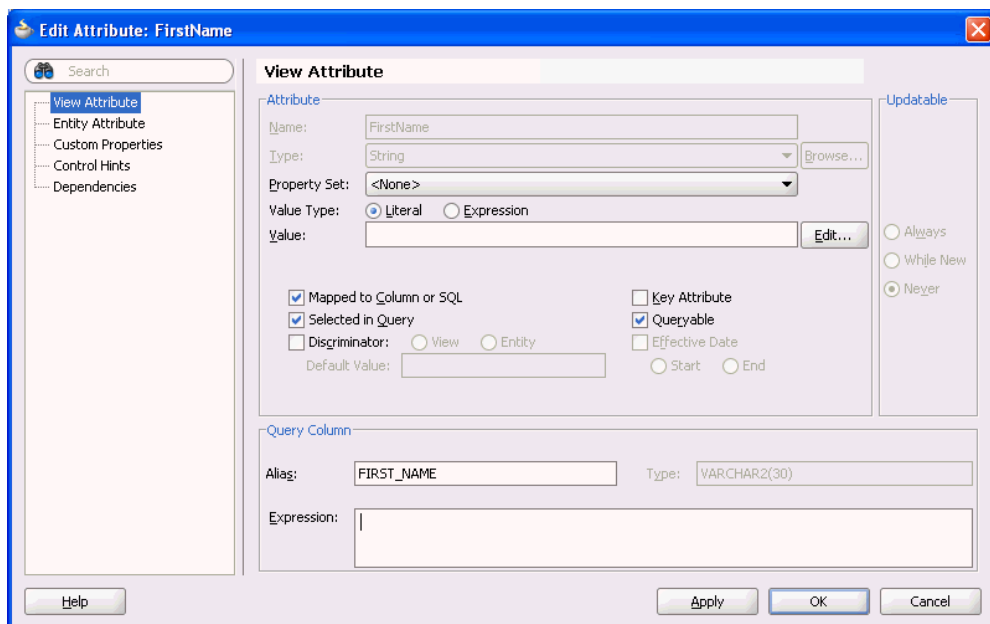 Edit Attribute: FirstName
Search
View Attribute
Entity Attribute
Custom Properties
Control Hints
Dependencies
View Attribute
Attribute
Name: FirstName
Type: String Browse...
Property Set: <None>
Value Type: Literal Expression
Value: Edit...
Mapped to Column or SQL Key Attribute
Selected in Query Queryable
Discriminator: View Entity Effective Date
Default Value: Start End
Updatable
Always
While New
Never
Query Column
Alias: FIRST_NAME Type: VARCHAR2(30)
Expression:
Help Apply OK Cancel